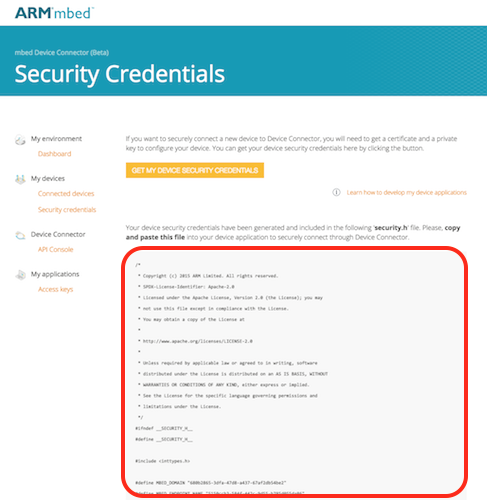 ARM®mbed™
mbed Device Connector (Beta)
Security Credentials
My environment
Dashboard
My devices
Connected devices
Security credentials
Device Connector
API Console
My applications
Access keys
If you want to securely connect a new device to Device Connector, you will need to get a certificate and a private
key to configure your device. You can get your device security credentials here by clicking the button.
GET MY DEVICE SECURITY CREDENTIALS
Learn how to develop my device applications
Your device security credentials have been generated and included in the following 'security.h' file. Please, copy
and paste this file into your device application to securely connect through Device Connector.
/*
* Copyright (c) 2015 ARM Limited. All rights reserved.
* SPDX-License-Identifier: Apache-2.0
* Licensed under the Apache License, Version 2.0 (the License); you may
* not use this file except in compliance with the License.
* You may obtain a copy of the License at
*
* http://www.apache.org/licenses/LICENSE-2.0
*
* Unless required by applicable law or agreed to in writing, software
* distributed under the License is distributed on an AS IS BASIS, WITHOUT
* WARRANTIES OR CONDITIONS OF ANY KIND, either express or implied.
* See the License for the specific language governing permissions and
* limitations under the License.
*/
#ifndef __SECURITY_H__
#define __SECURITY_H__
#include <inttypes.h>
#define MBED_DOMAIN
#define MBED_ENDPOINT_NAME